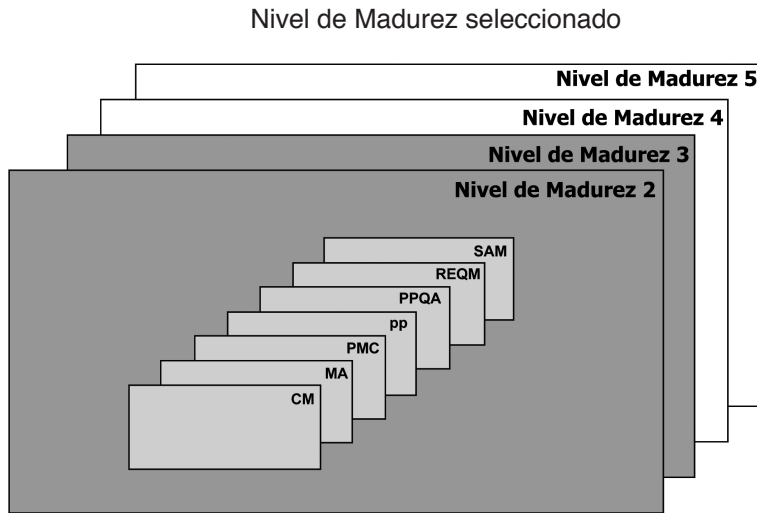 Nivel de Madurez seleccionado
Nivel de Madurez 5
Nivel de Madurez 4
Nivel de Madurez 3
Nivel de Madurez 2
SAM
REQM
PPQA
pp
PMC
MA
CM